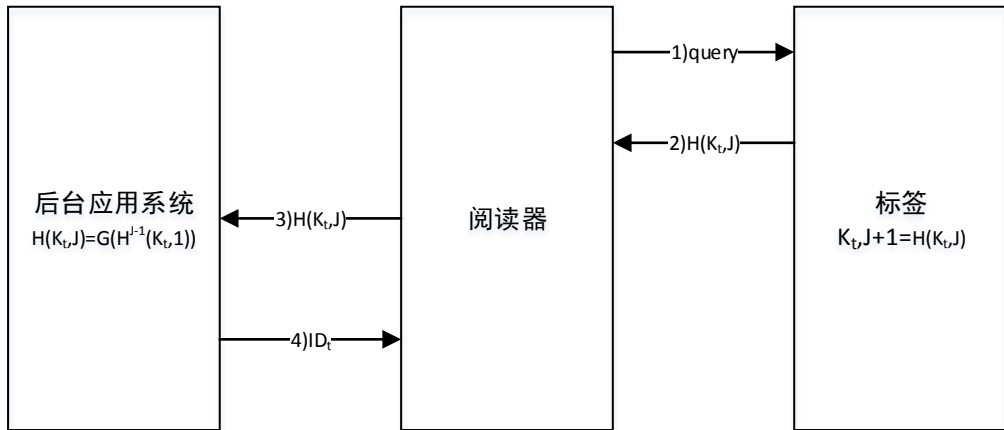 1)query
2)H(Kₜ,J)
后台应用系统
H(Kₜ,J)=G(Hᴶ⁻¹(Kₜ,1))
3)H(Kₜ,J)
阅读器
标签
Kₜ,J+1=H(Kₜ,J)
4)IDₜ